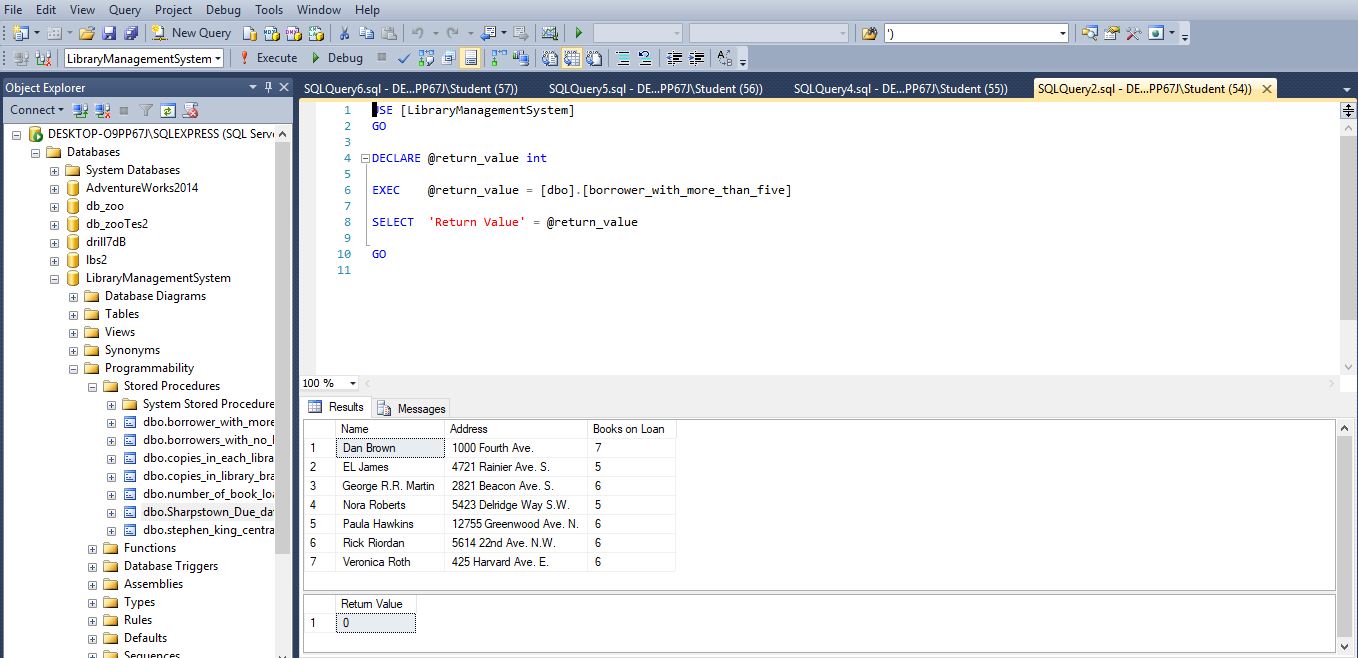 File Edit View Query Project Debug Tools Window Help
New Query ')
LibraryManagementSystem Execute Debug
Object Explorer
Connect
DESKTOP-O9PP67J\SQLEXPRESS (SQL Serv
Databases
System Databases
AdventureWorks2014
db_zoo
db_zooTes2
drill7dB
lbs2
LibraryManagementSystem
Database Diagrams
Tables
Views
Synonyms
Programmability
Stored Procedures
System Stored Procedure
dbo.borrower_with_more
dbo.borrowers_with_no_l
dbo.copies_in_each_libra
dbo.copies_in_library_bra
dbo.number_of_book_loa
dbo.Sharpstown_Due_da
dbo.stephen_king_centra
Functions
Database Triggers
Assemblies
Types
Rules
Defaults
Sequences
SQLQuery6.sql - DE...PP67J\Student (57)) SQLQuery5.sql - DE...PP67J\Student (56)) SQLQuery4.sql - DE...PP67J\Student (55)) SQLQuery2.sql - DE...PP67J\Student (54))
1 USE [LibraryManagementSystem]
2 GO
3
4 DECLARE @return_value int
5
6 EXEC @return_value = [dbo].[borrower_with_more_than_five]
7
8 SELECT 'Return Value' = @return_value
9
10 GO
11
100 %
Results Messages
Name Address Books on Loan
1 Dan Brown 1000 Fourth Ave. 7
2 EL James 4721 Rainier Ave. S. 5
3 George R.R. Martin 2821 Beacon Ave. S. 6
4 Nora Roberts 5423 Delridge Way S.W. 5
5 Paula Hawkins 12755 Greenwood Ave. N. 6
6 Rick Riordan 5614 22nd Ave. N.W. 6
7 Veronica Roth 425 Harvard Ave. E. 6
Return Value
1 0